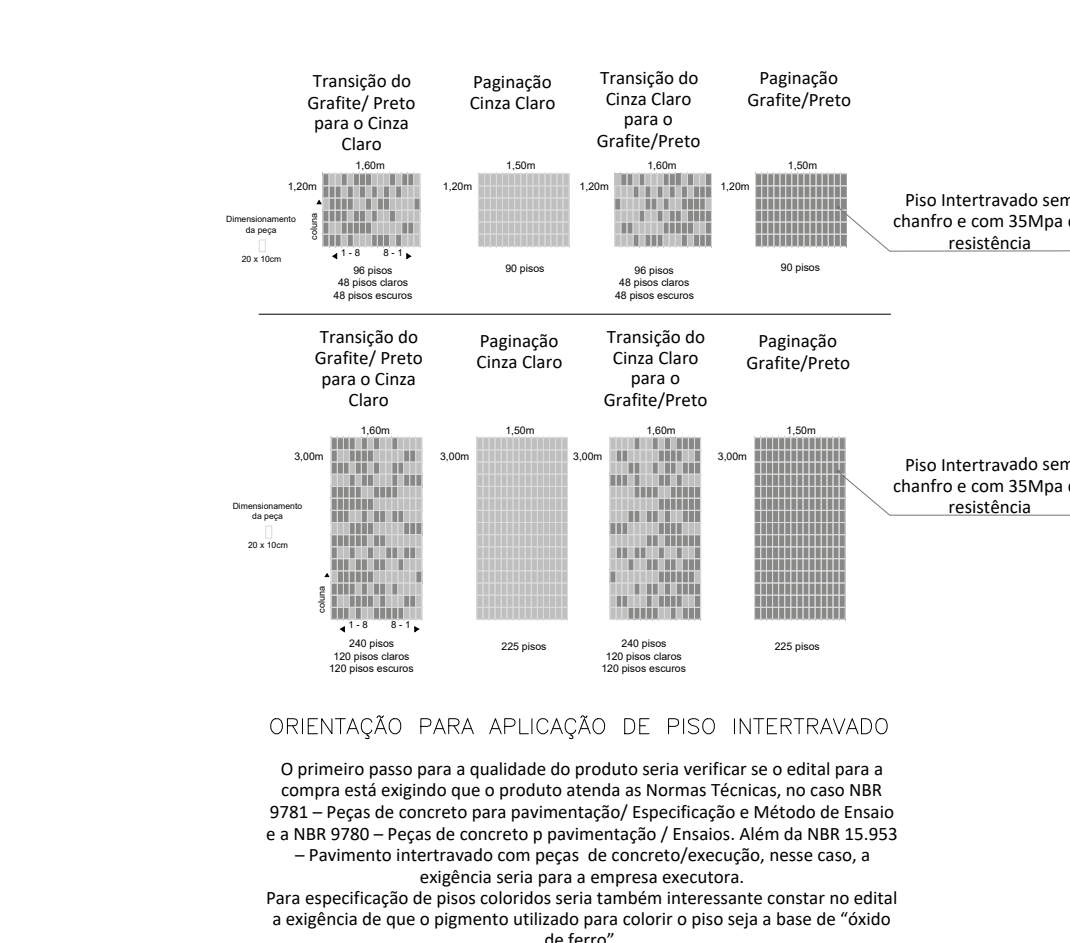 Transição do
Grafite/ Preto
para o Cinza
Claro
Paginação
Cinza Claro
Transição do
Cinza Claro
para o
Grafite/Preto
Paginação
Grafite/Preto
1,60m
1,50m
1,60m
1,50m
1,20m
1,20m
1,20m
1,20m
Dimensionamento
da peça
20 x 10cm
coluna
1 - 8
8 - 1
96 pisos
48 pisos claros
48 pisos escuros
90 pisos
96 pisos
48 pisos claros
48 pisos escuros
90 pisos
Piso Intertravado sem
chanfro e com 35Mpa
resistência
Transição do
Grafite/ Preto
para o Cinza
Claro
Paginação
Cinza Claro
Transição do
Cinza Claro
para o
Grafite/Preto
Paginação
Grafite/Preto
1,60m
1,50m
1,60m
1,50m
3,00m
3,00m
3,00m
3,00m
Dimensionamento
da peça
20 x 10cm
coluna
1 - 8
8 - 1
240 pisos
120 pisos claros
120 pisos escuros
225 pisos
240 pisos
120 pisos claros
120 pisos escuros
225 pisos
Piso Intertravado sem
chanfro e com 35Mpa
resistência
ORIENTAÇÃO PARA APLICAÇÃO DE PISO INTERTRAVADO
O primeiro passo para a qualidade do produto seria verificar se o edital para a
compra está exigindo que o produto atenda as Normas Técnicas, no caso NBR
9781 – Peças de concreto para pavimentação/ Especificação e Método de Ensaio
e a NBR 9780 – Peças de concreto p pavimentação / Ensaios. Além da NBR 15.953
– Pavimento intertravado com peças  de concreto/execução, nesse caso, a
exigência seria para a empresa executora.
Para especificação de pisos coloridos seria também interessante constar no edital
a exigência de que o pigmento utilizado para colorir o piso seja a base de “óxido
de ferro”